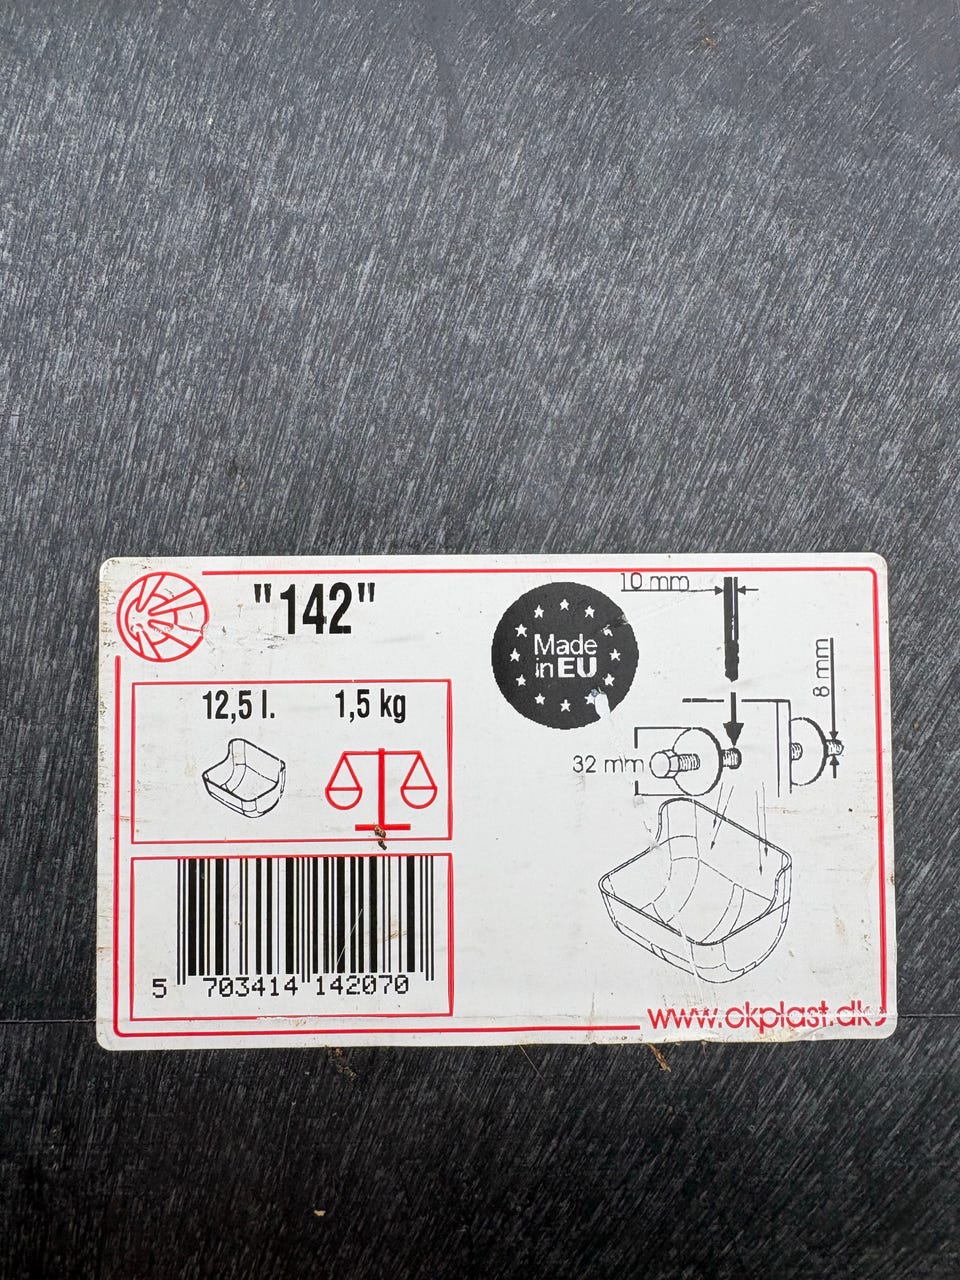 "142"
12,5 l.
1,5 kg
5 703414 142070
Made
in EU
10 mm
8 mm
32 mm
www.okplast.dk